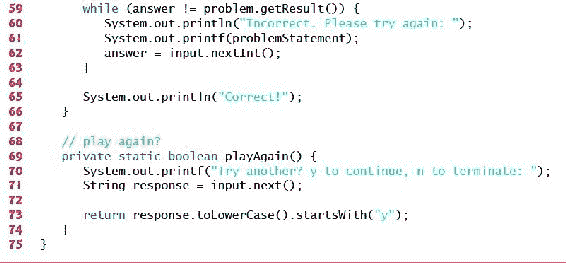 59 while (answer != problem.getResult()) {
60 System.out.println("Incorrect. Please try again: ");
61 System.out.printf(problemStatement);
62 answer = input.nextInt();
63 }
64
65 System.out.println("Correct!");
66 }
67
68 // play again?
69 private static boolean playAgain() {
70 System.out.printf("Try another? y to continue, n to terminate: ");
71 String response = input.next();
72
73 return response.toLowerCase().startsWith("y");
74 }
75 }